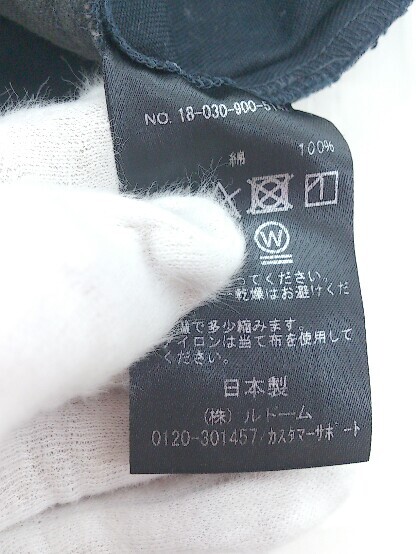 NO. 18-030-900-51
綿 100%
W
ってください。
乾燥はお避けくだ
で多少縮みます。
イロンは当て布を使用して
ください。
日本製
(株) ルドーム
0120-301457/カスタマーサポート